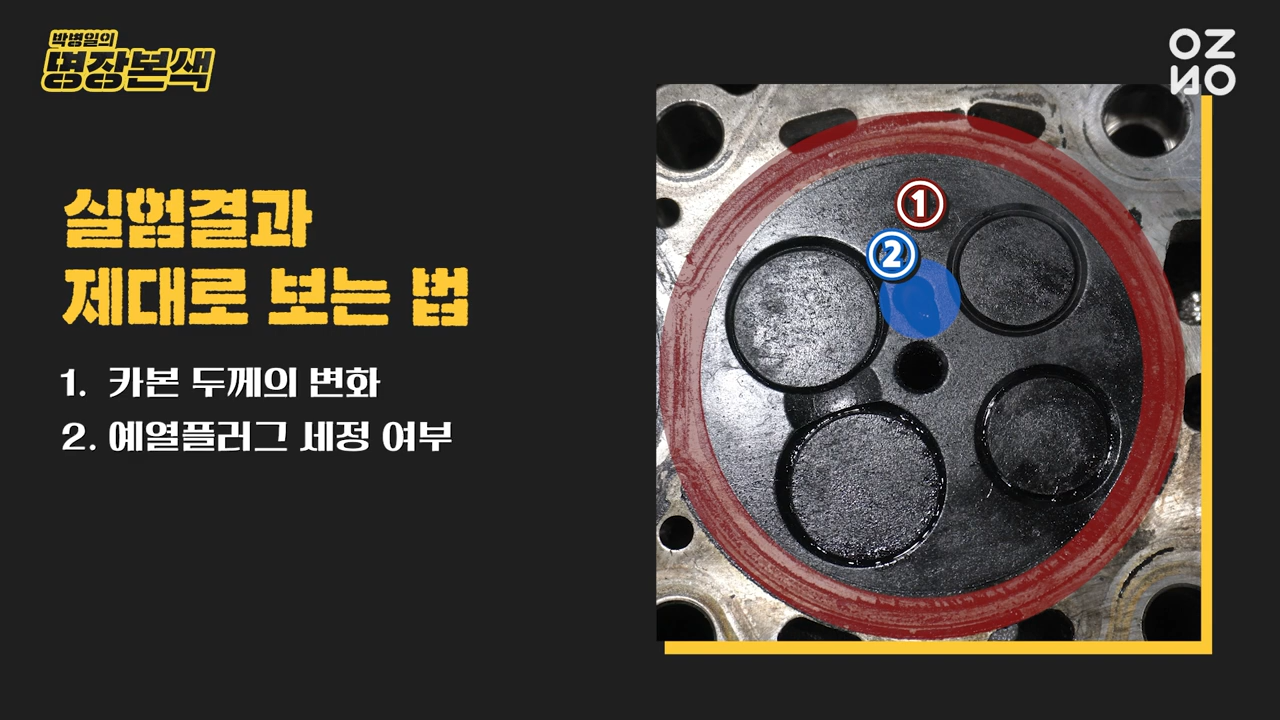 박병일의
명장본색
OZ
NO
실험결과
제대로 보는 법
1. 카본 두께의 변화
2. 예열플러그 세정 여부
1
2